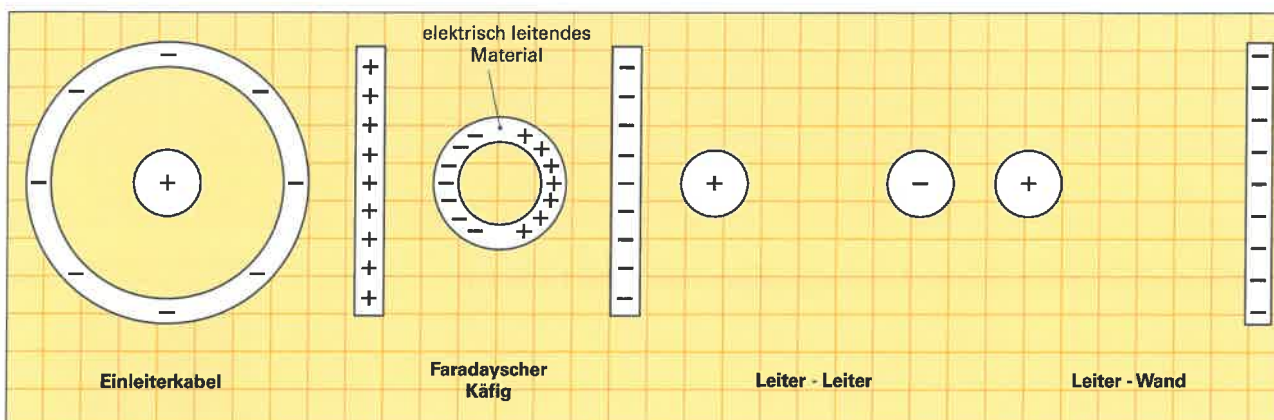 elektrisch leitendes
Material
Einleiterkabel
Faradayscher
Käfig
Leiter - Leiter
Leiter - Wand